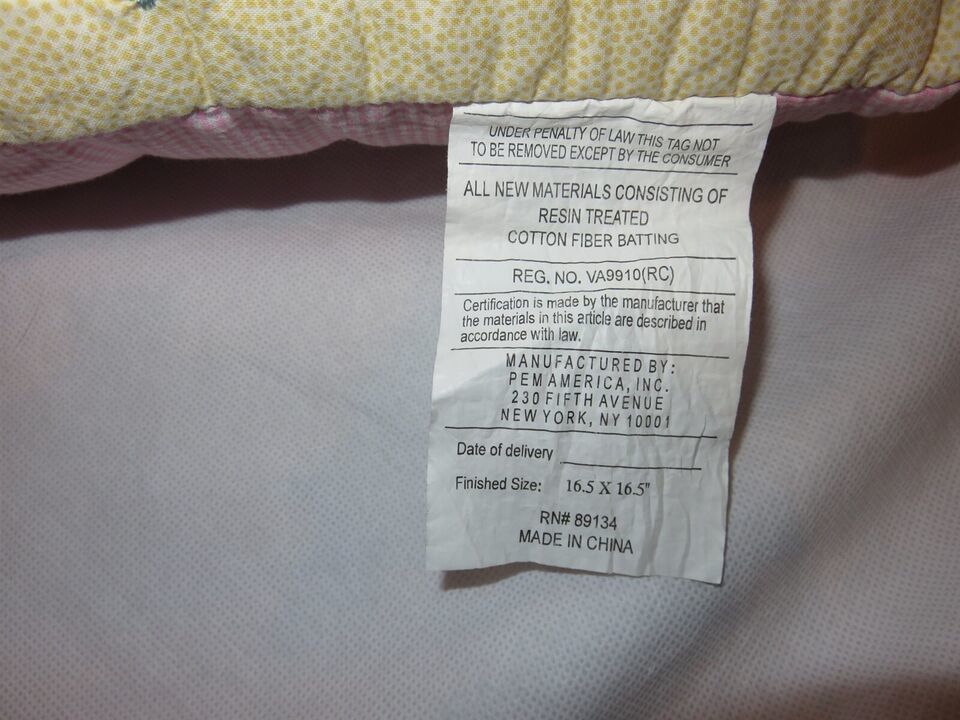 UNDER PENALTY OF LAW THIS TAG NOT
TO BE REMOVED EXCEPT BY THE CONSUMER
ALL NEW MATERIALS CONSISTING OF
RESIN TREATED
COTTON FIBER BATTING
REG. NO. VA9910(RC)
Certification is made by the manufacturer that
the materials in this article are described in
accordance with law.
MANUFACTURED BY:
PEM AMERICA, INC.
230 FIFTH AVENUE
NEW YORK, NY 10001
Date of delivery
Finished Size: 16.5 X 16.5"
RN# 89134
MADE IN CHINA